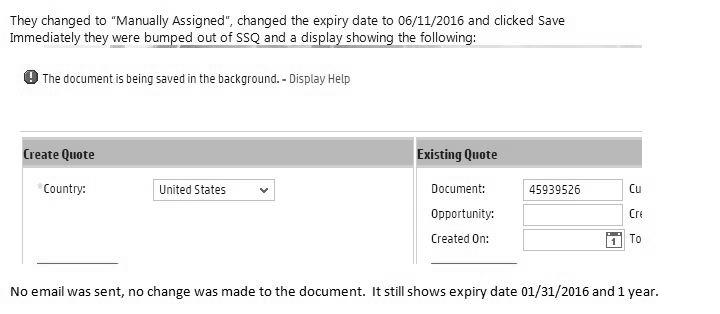 They changed to "Manually Assigned", changed the expiry date to 06/11/2016 and clicked Save
Immediately they were bumped out of SSQ and a display showing the following:
The document is being saved in the background. - Display Help
Create Quote
Existing Quote
*Country: United States
Document: 45939526 Cu
Opportunity: Cre
Created On: 1 To
No email was sent, no change was made to the document. It still shows expiry date 01/31/2016 and 1 year.